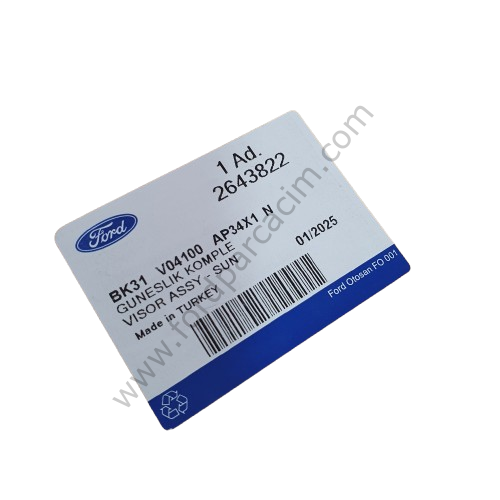 1 Ad.
2643822
Ford
BK31 V04100 AP34X1 N
GUNESLIK KOMPLE
VISOR ASSY - SUN
Made in TURKEY
01/2025
Ford Otosan FO 001
www.fordparcacim.com